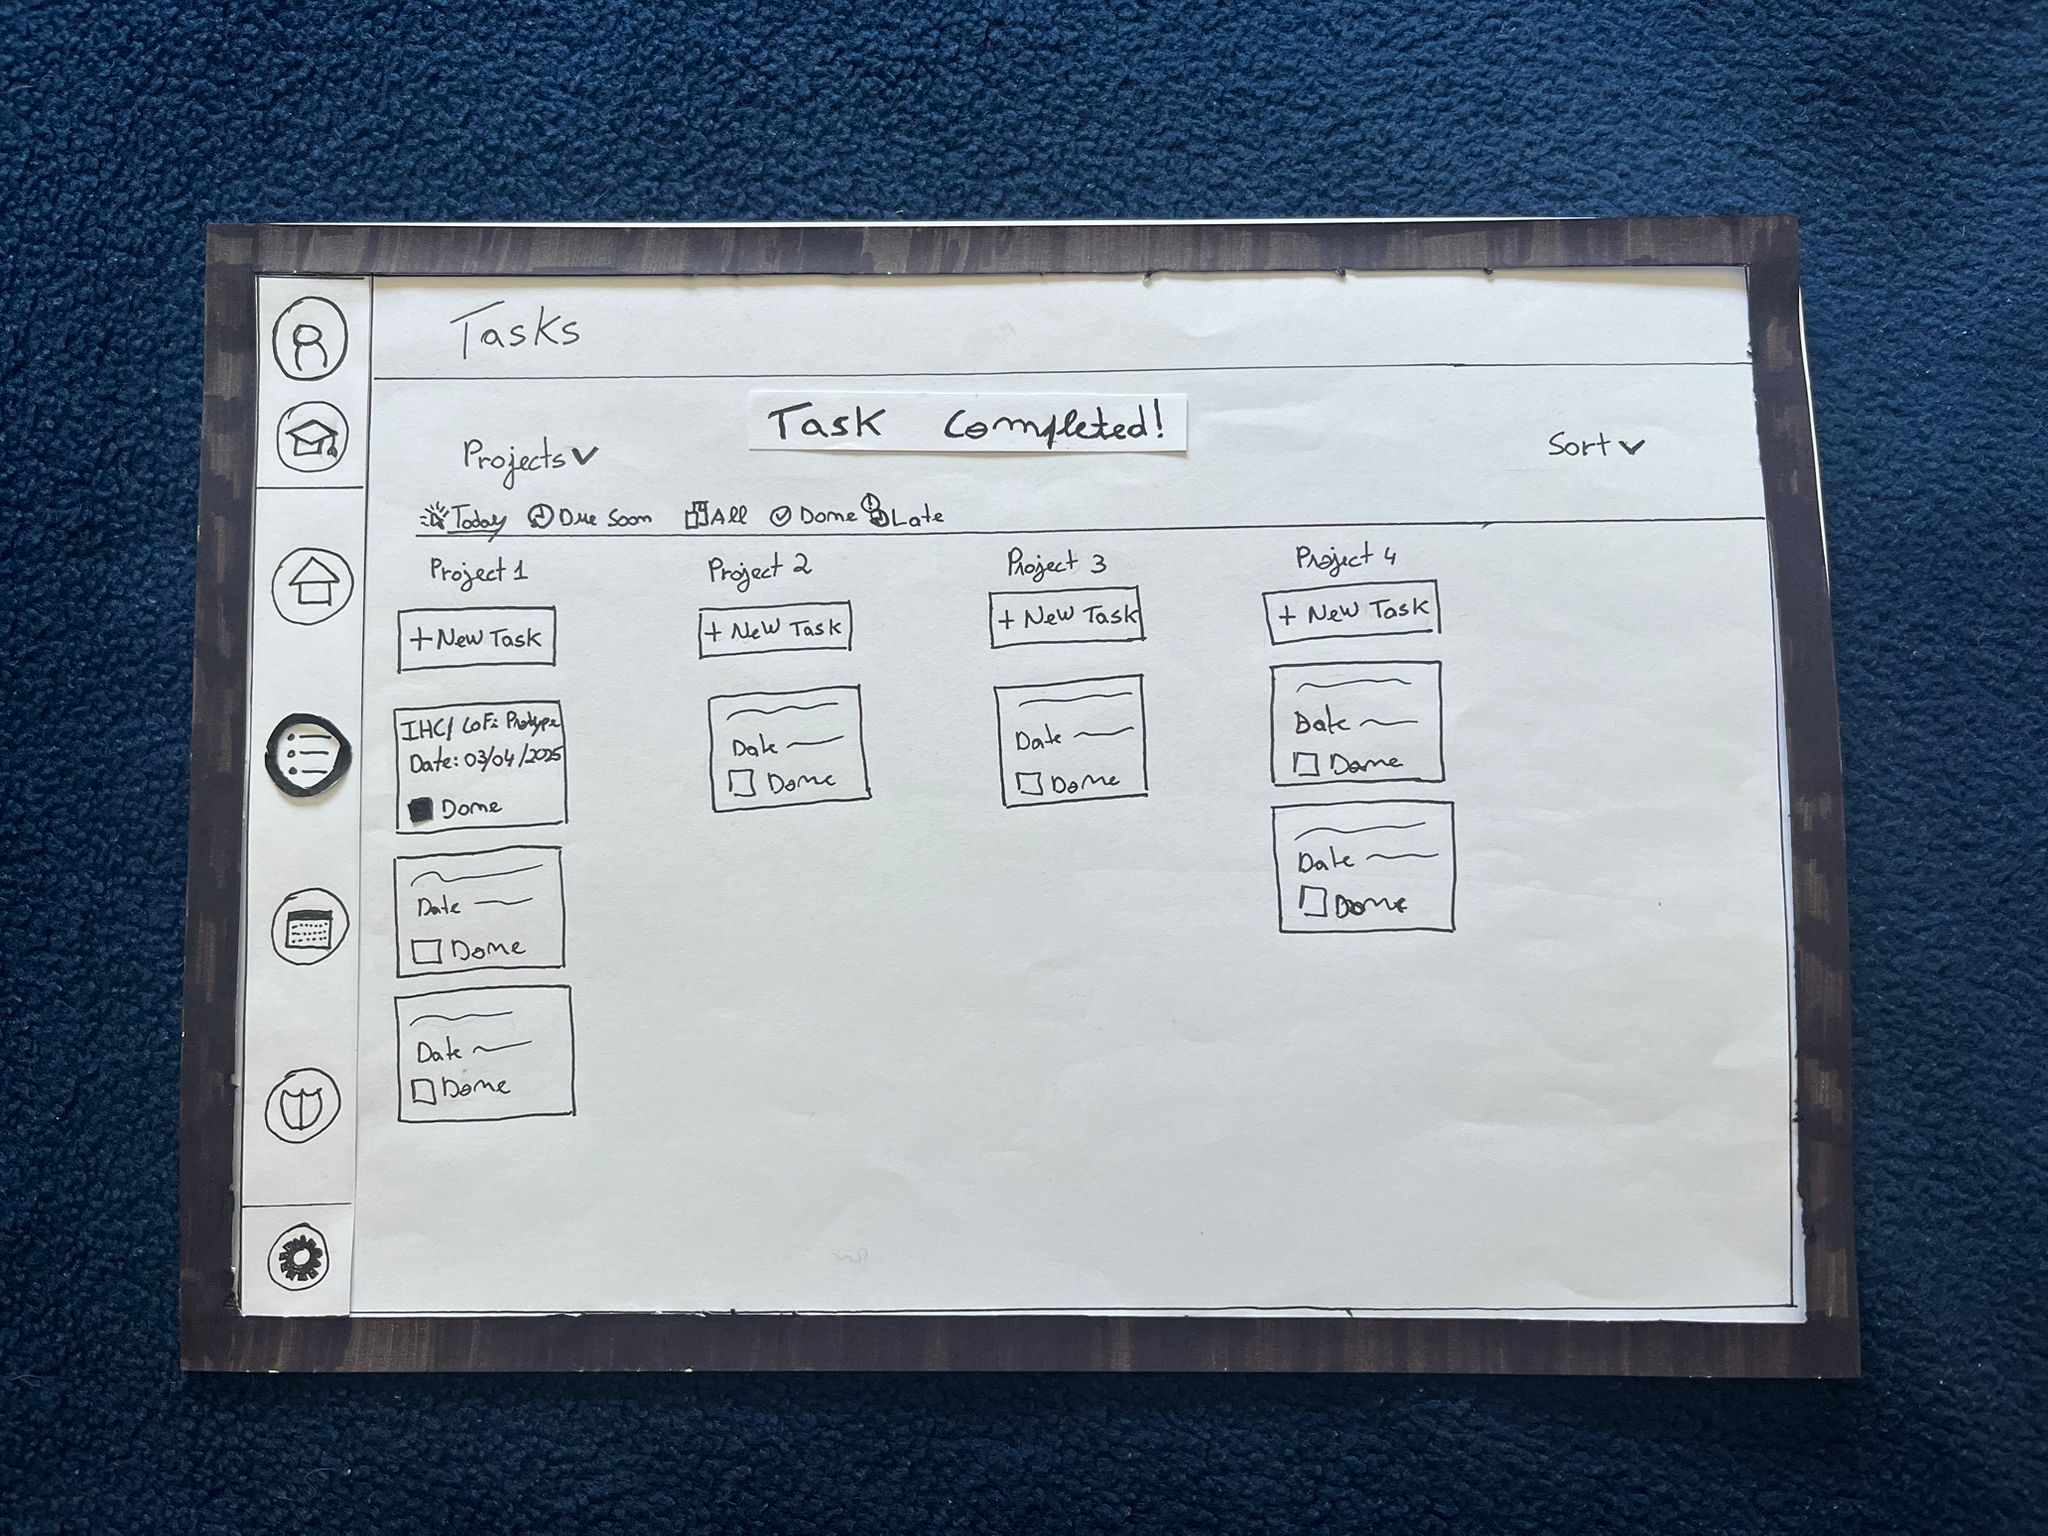 Tasks
Task Completed!
Projects
Sort
Today Due Soon All Done Late
Project 1
+ New Task
IHC/ LoFi Protype
Date: 03/04/2025
Done
Date
Done
Date
Done
Project 2
+ New Task
Date
Done
Project 3
+ New Task
Date
Done
Project 4
+ New Task
Date
Done
Date
Done